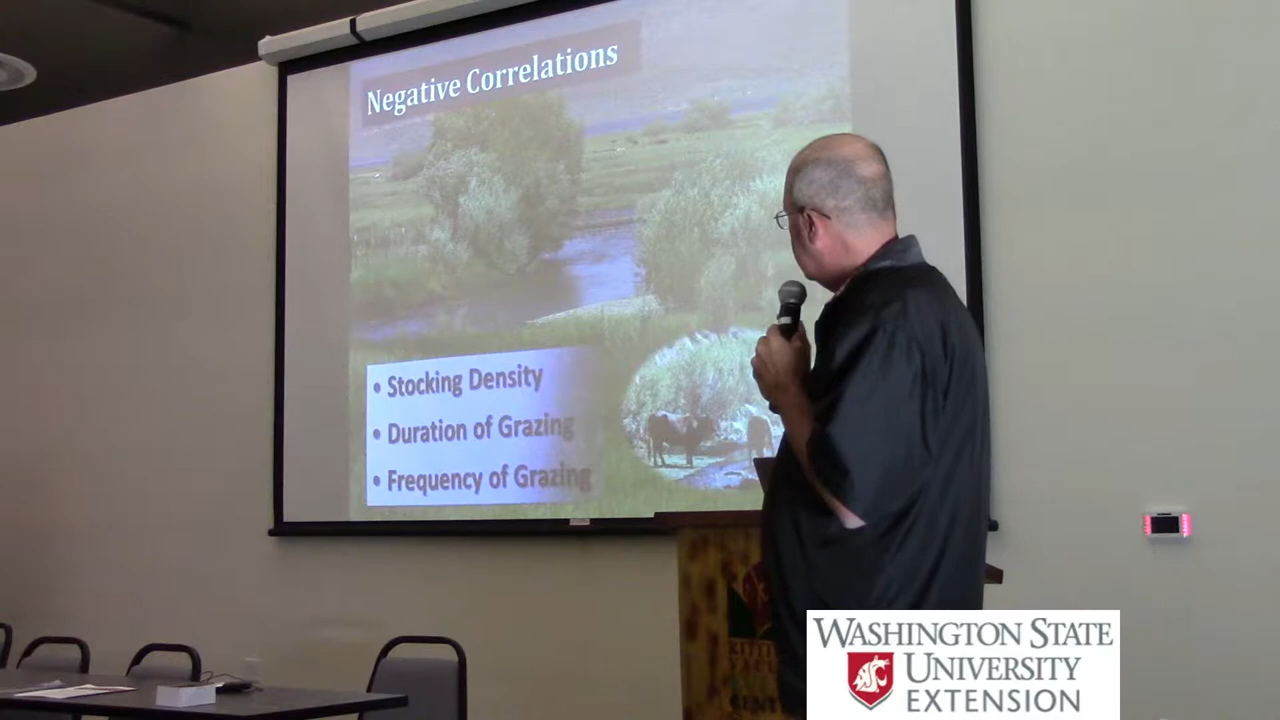 Negative Correlations
• Stocking Density
• Duration of Grazing
• Frequency of Grazing
WASHINGTON STATE
UNIVERSITY
EXTENSION